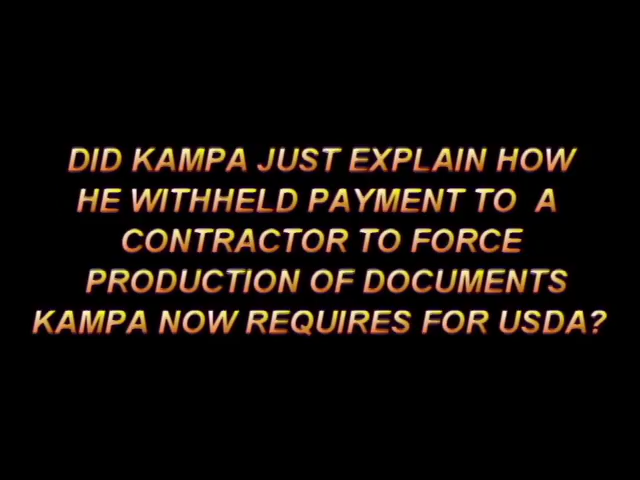 DID KAMPA JUST EXPLAIN HOW
HE WITHHELD PAYMENT TO A
CONTRACTOR TO FORCE
PRODUCTION OF DOCUMENTS
KAMPA NOW REQUIRES FOR USDA?